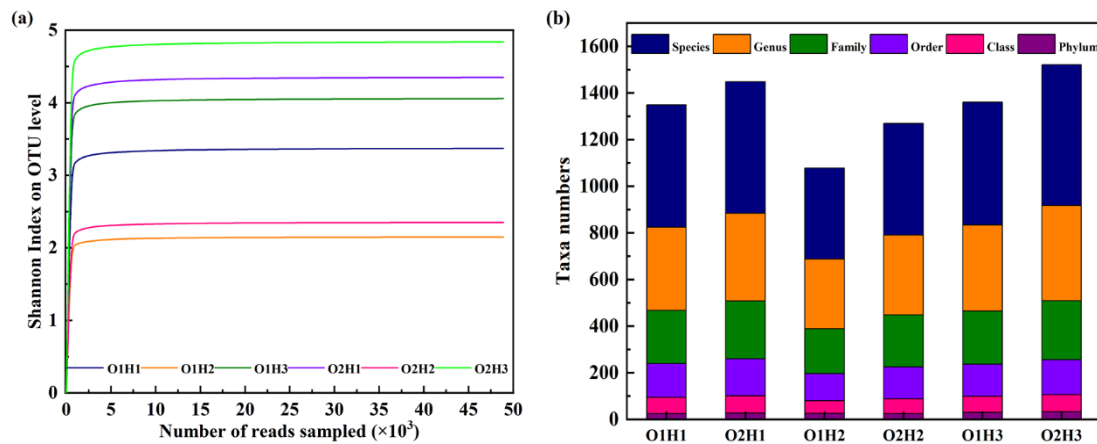 (a)
Shannon Index on OTU level
5
4
3
2
1
0
O1H1 O1H2 O1H3 O2H1 O2H2 O2H3
0 5 10 15 20 25 30 35 40 45 50
Number of reads sampled (×10³)
(b)
Taxa numbers
Species Genus Family Order Class Phylum
1600
1400
1200
1000
800
600
400
200
0
O1H1 O2H1 O1H2 O2H2 O1H3 O2H3